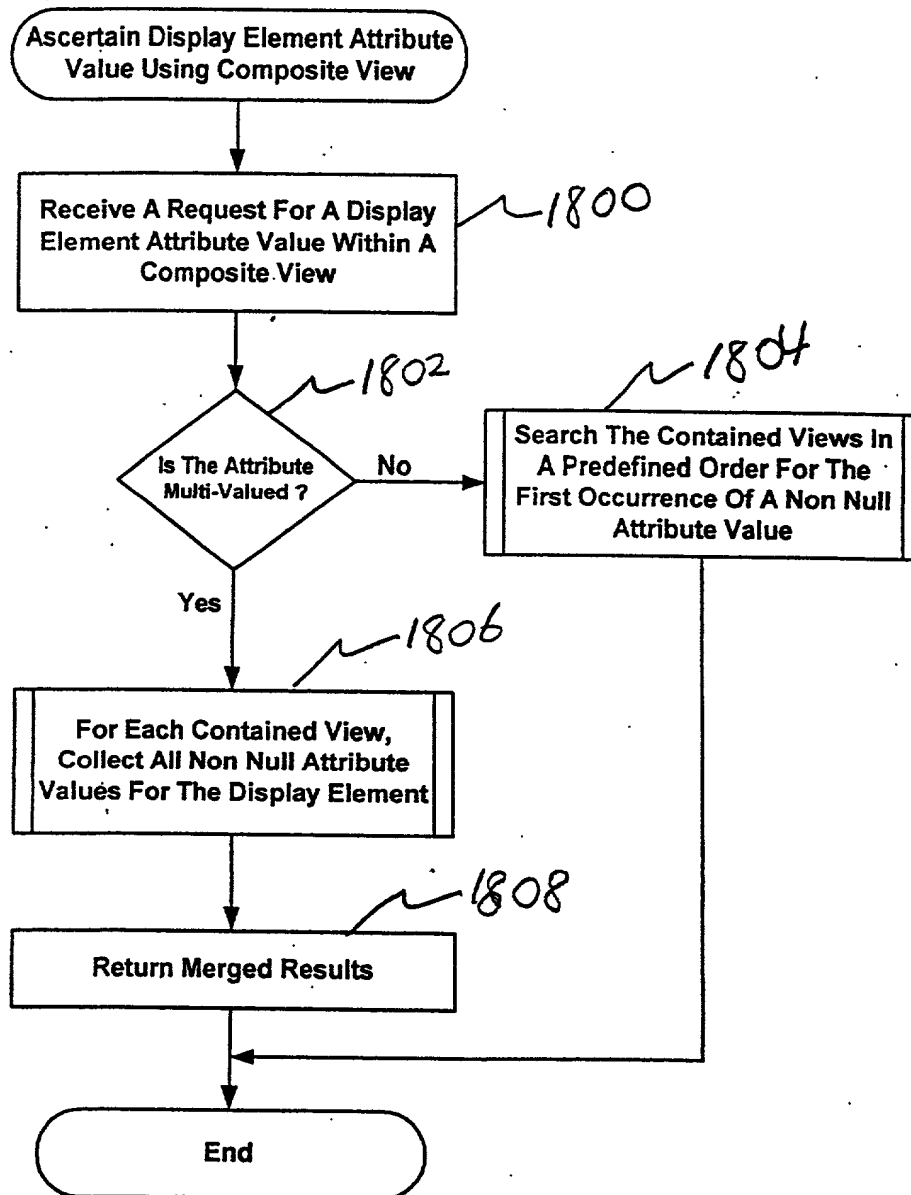 Ascertain Display Element Attribute
Value Using Composite View
Receive A Request For A Display
Element Attribute Value Within A
Composite View
1800
1802
Is The Attribute
Multi-Valued ?
No
1804
Search The Contained Views In
A Predefined Order For The
First Occurrence Of A Non Null
Attribute Value
Yes
1806
For Each Contained View,
Collect All Non Null Attribute
Values For The Display Element
1808
Return Merged Results
End